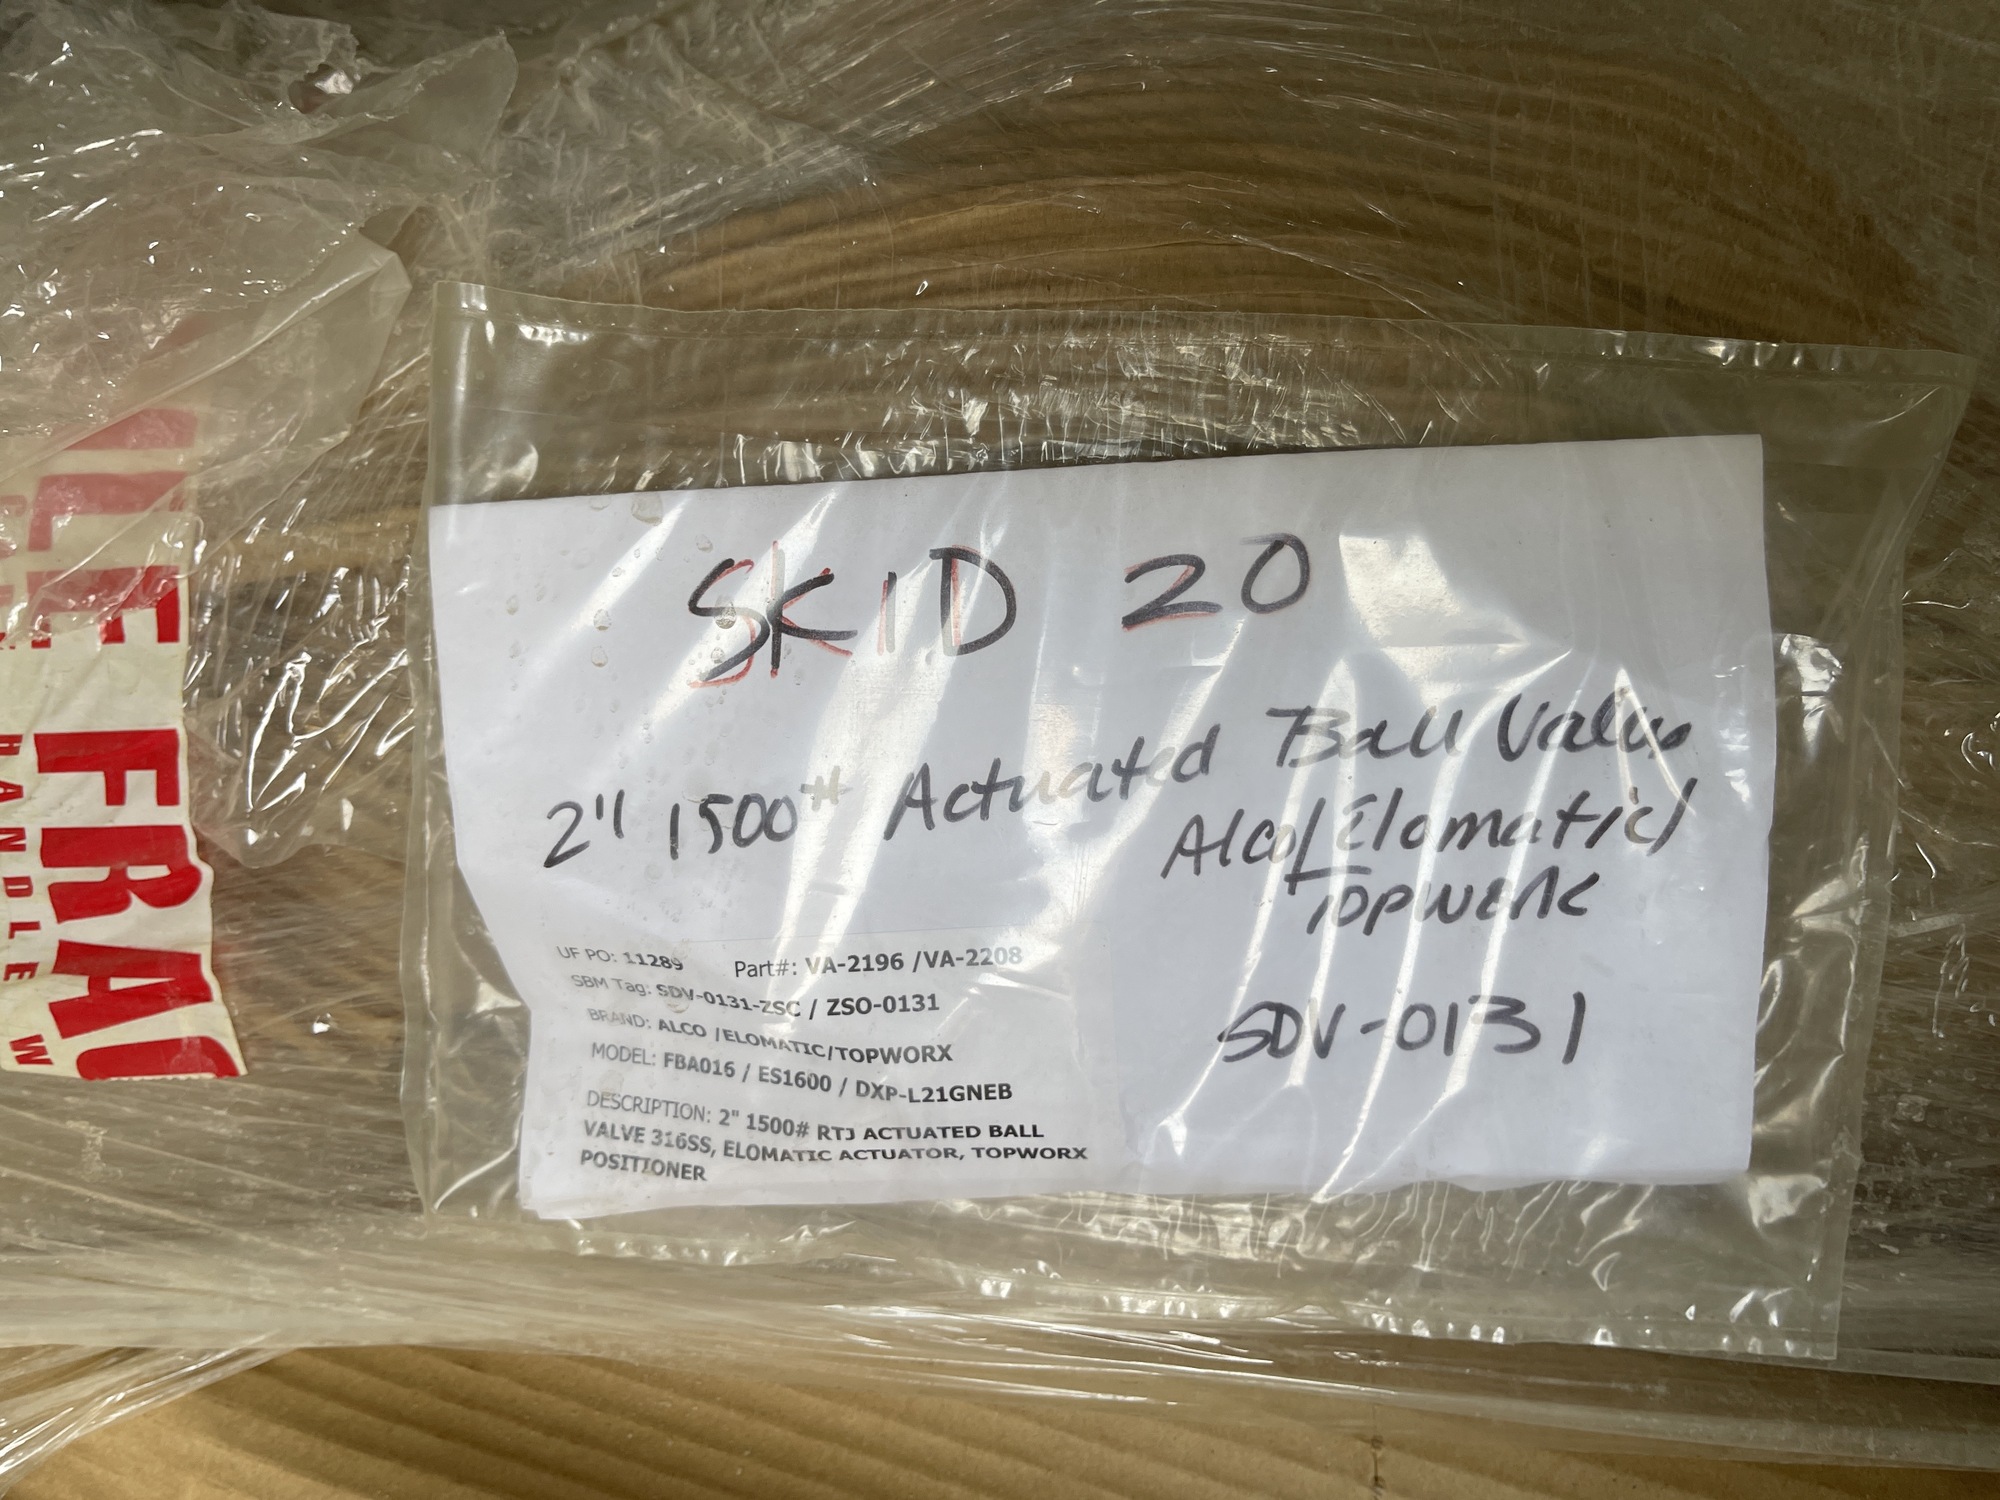 SKID 20
2" 1500# Actuated Ball Valve
Alco/Elomatic/
Topwerk
SDV-0131
UF PO: 11289 Part#: VA-2196 /VA-2208
SBM Tag: SDV-0131-ZSC / ZSO-0131
BRAND: ALCO /ELOMATIC/TOPWORX
MODEL: FBA016 / ES1600 / DXP-L21GNEB
DESCRIPTION: 2" 1500# RTJ ACTUATED BALL
VALVE 316SS, ELOMATIC ACTUATOR, TOPWORX
POSITIONER
FRAG
HANDLE W